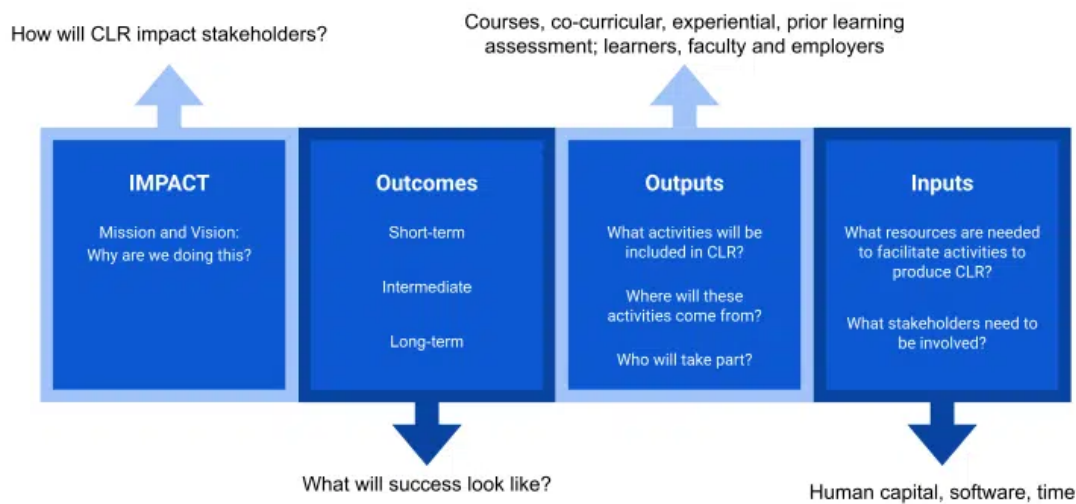 How will CLR impact stakeholders?
Courses, co-curricular, experiential, prior learning
assessment; learners, faculty and employers
IMPACT
Mission and Vision:
Why are we doing this?
Outcomes
Short-term
Intermediate
Long-term
Outputs
What activities will be
included in CLR?
Where will these
activities come from?
Who will take part?
Inputs
What resources are needed
to facilitate activities to
produce CLR?
What stakeholders need to
be involved?
What will success look like?
Human capital, software, time